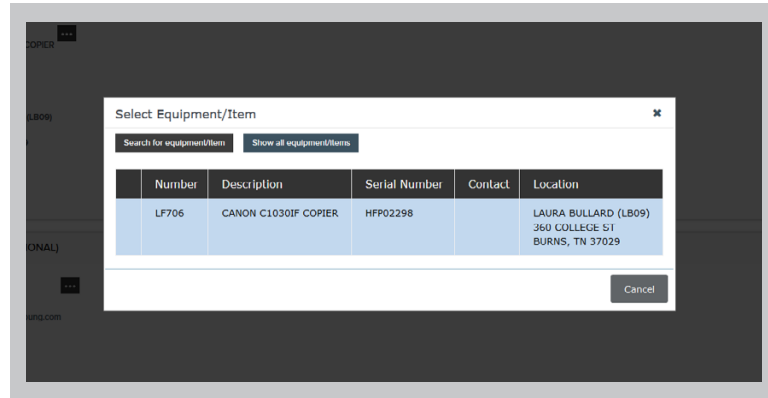 ...
COPIER
(LB09)
Select Equipment/Item
✖
Search for equipment/item
Show all equipment/items
Number Description Serial Number Contact Location
LF706 CANON C1030IF COPIER HFP02298 LAURA BULLARD (LB09)
360 COLLEGE ST
BURNS, TN 37029
IONAL)
...
Cancel
ung.com